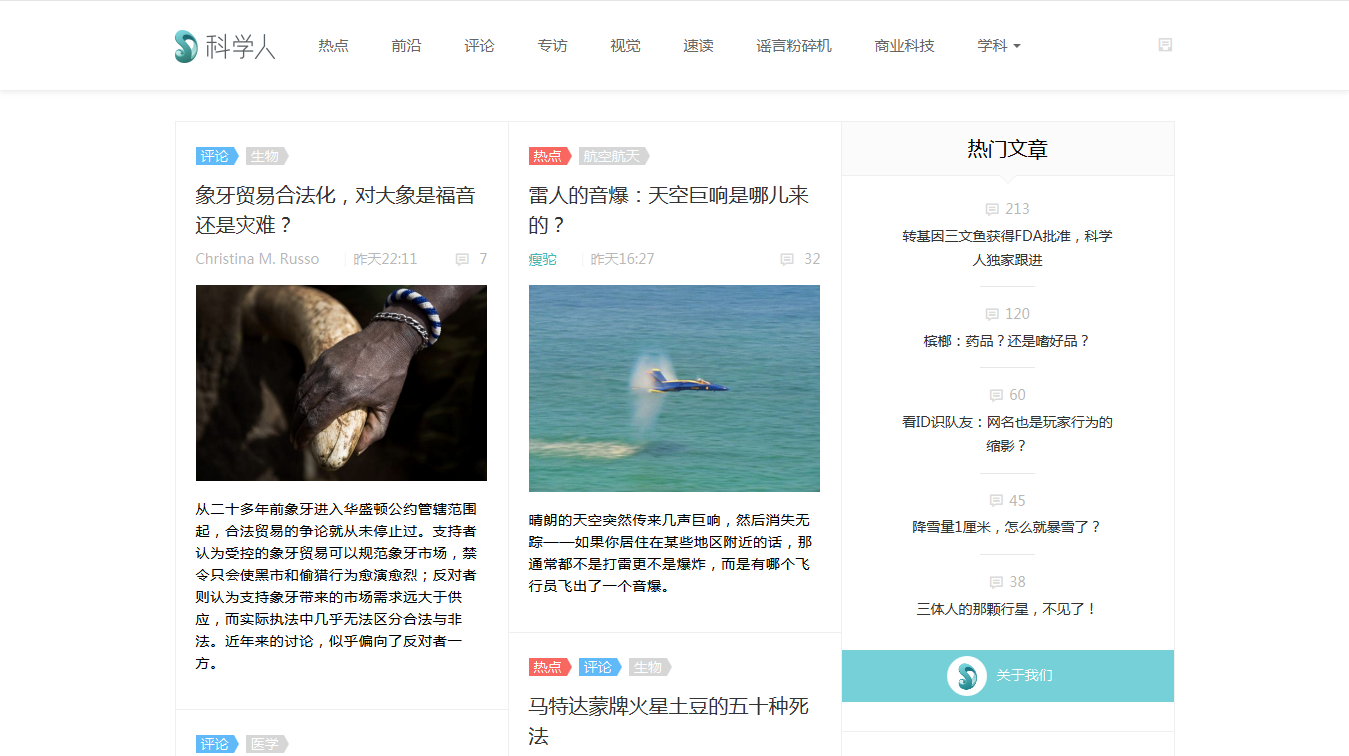 科学人
热点
前沿
评论
专访
视觉
速读
谣言粉碎机
商业科技
学科
评论 生物
象牙贸易合法化，对大象是福音
还是灾难？
Christina M. Russo 昨天22:11 7
从二十多年前象牙进入华盛顿公约管辖范围
起，合法贸易的争论就从未停止过。支持者
认为受控的象牙贸易可以规范象牙市场，禁
令只会使黑市和偷猎行为愈演愈烈；反对者
则认为支持象牙带来的市场需求远大于供
应，而实际执法中几乎无法区分合法与非
法。近年来的讨论，似乎偏向了反对者一
方。
评论 医学
热点 航空航天
雷人的音爆：天空巨响是哪儿来
的？
瘦驼 昨天16:27 32
晴朗的天空突然传来几声巨响，然后消失无
踪——如果你居住在某些地区附近的话，那
通常都不是打雷更不是爆炸，而是有哪个飞
行员飞出了一个音爆。
热点 评论 生物
马特达蒙牌火星土豆的五十种死
法
热门文章
213
转基因三文鱼获得FDA批准，科学
人独家跟进
120
槟榔：药品？还是嗜好品？
60
看ID识队友：网名也是玩家行为的
缩影？
45
降雪量1厘米，怎么就暴雪了？
38
三体人的那颗行星，不见了！
关于我们